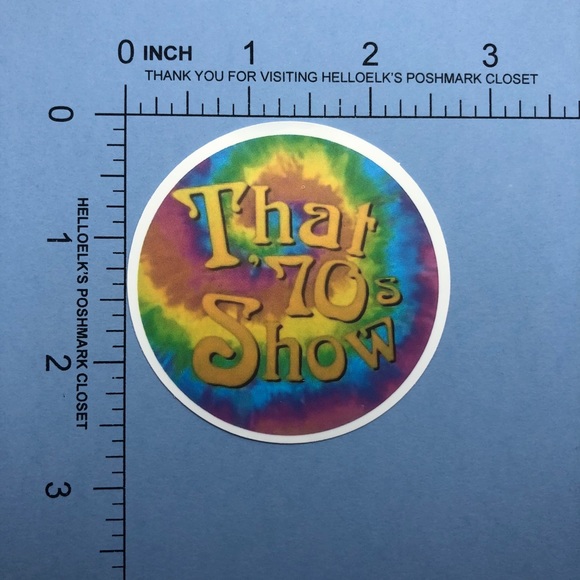 0 INCH 1 2 3
THANK YOU FOR VISITING HELLOELK'S POSHMARK CLOSET
0
1
2
3
HELLOELK'S POSHMARK CLOSET
That
'70s
Show